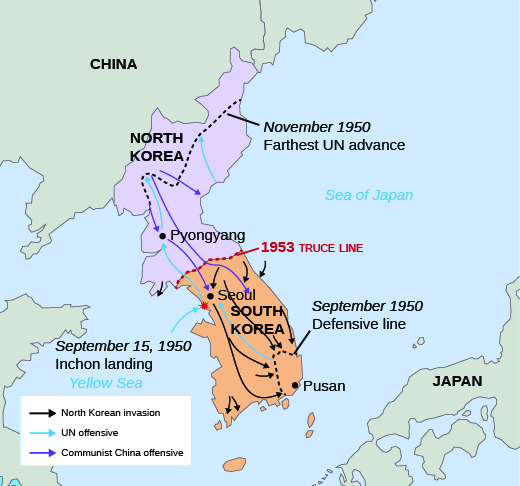 CHINA
NORTH
KOREA
November 1950
Farthest UN advance
Sea of Japan
Pyongyang
1953 TRUCE LINE
Seoul
SOUTH
KOREA
September 1950
Defensive line
September 15, 1950
Inchon landing
Yellow Sea
Pusan
JAPAN
North Korean invasion
UN offensive
Communist China offensive